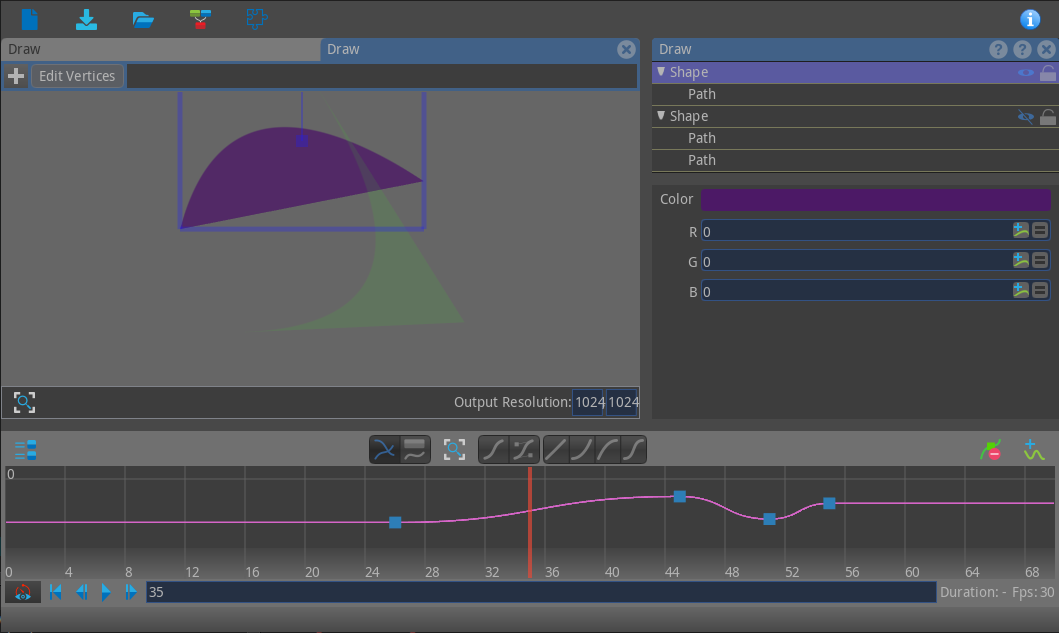 Draw Draw Draw
Edit Vertices
Shape
Path
Shape
Path
Path
Color
R 0
G 0
B 0
Output Resolution: 1024 1024
0
0 4 8 12 16 20 24 28 32 36 40 44 48 52 56 60 64 68
35 Duration: - Fps: 30